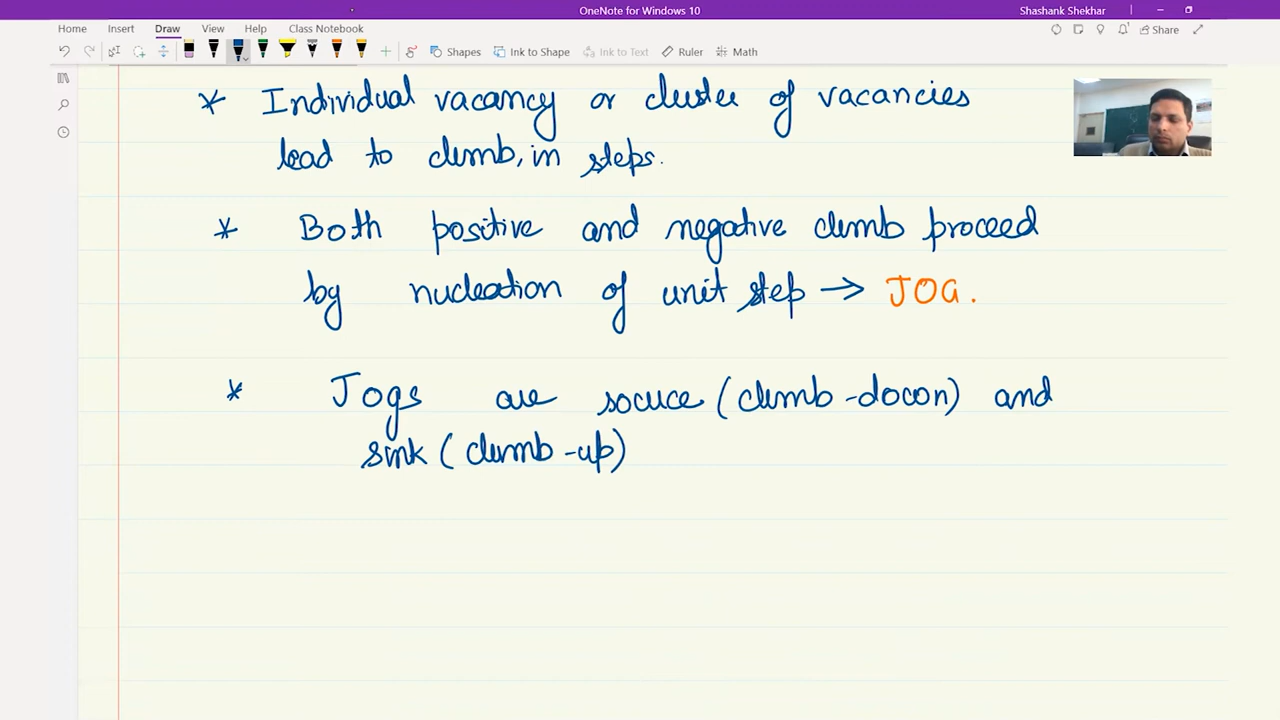 OneNote for Windows 10
Shashank Shekhar
Home Insert Draw View Help Class Notebook
Shapes Ink to Shape Ink to Text Ruler Math Share
* Individual vacancy or cluster of vacancies
lead to climb, in steps.
* Both positive and negative climb proceed
by nucleation of unit step → JOG.
* Jogs are source (climb-down) and
sink (climb-up)